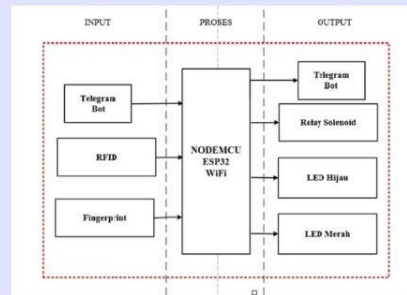 INPUT
PROSES
OUTPUT
Telegram
Bot
RFID
Fingerprint
NODEMCU
ESP32
WiFi
Telegram
Bot
Relay Solenoid
LED Hijau
LED Merah